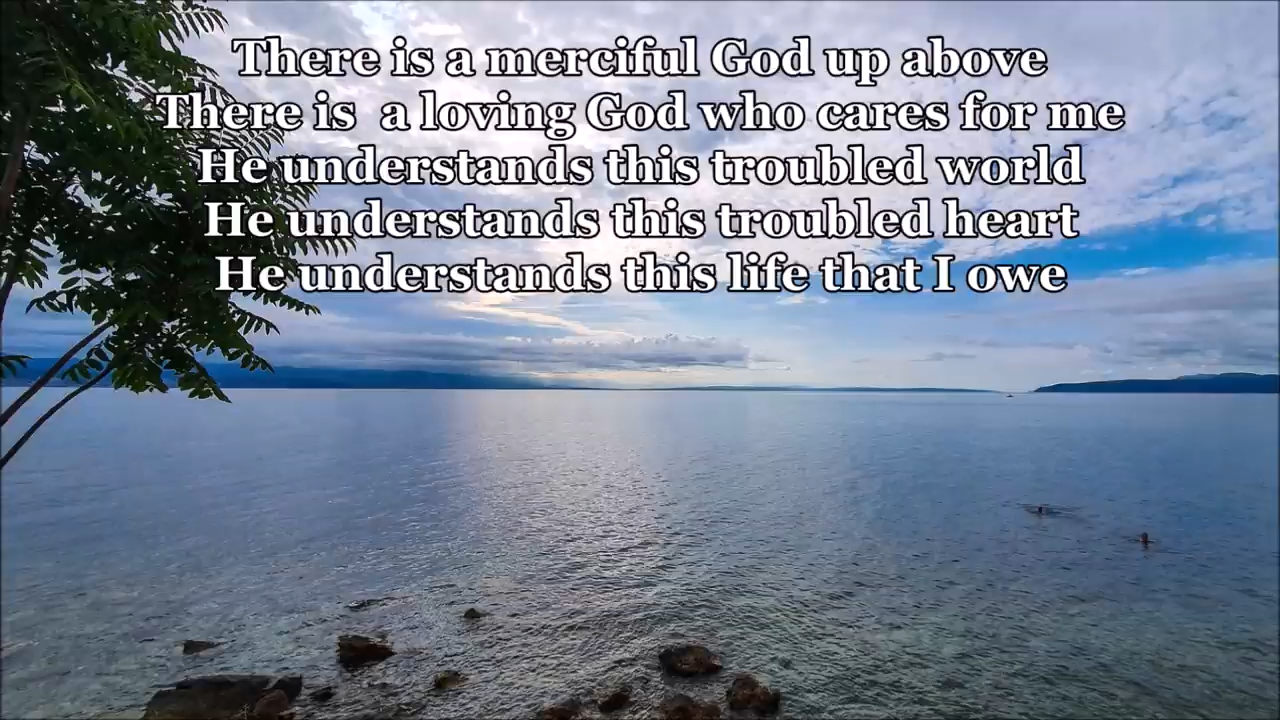 There is a merciful God up above
There is  a loving God who cares for me
He understands this troubled world
He understands this troubled heart
He understands this life that I owe